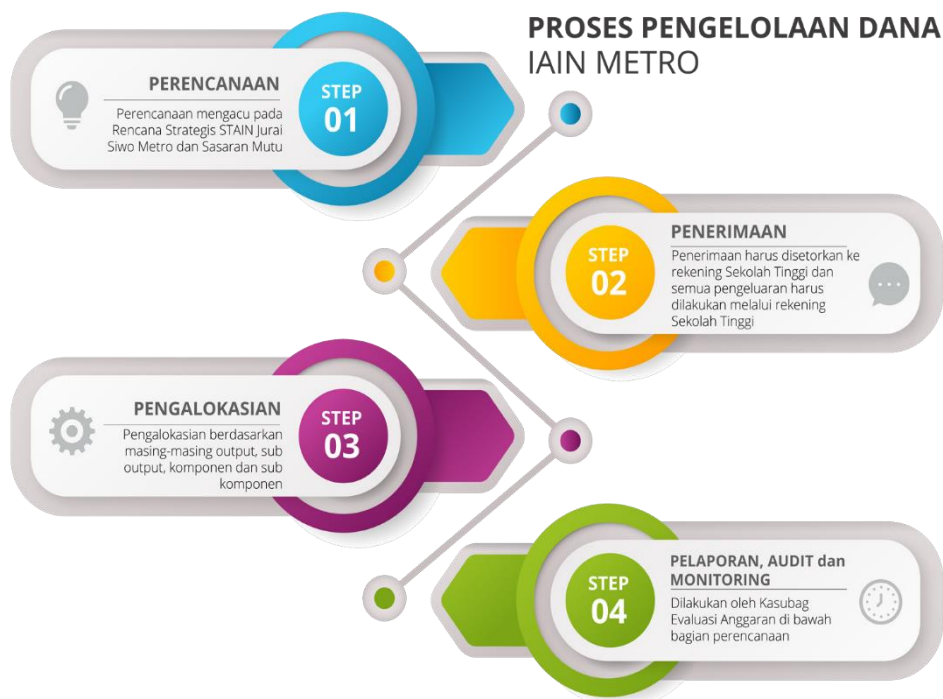 PROSES PENGELOLAAN DANA
IAIN METRO
PERENCANAAN
Perencanaan mengacu pada
Rencana Strategis STAIN Jurai
Siwo Metro dan Sasaran Mutu
STEP
01
STEP
02
PENERIMAAN
Penerimaan harus disetorkan ke
rekening Sekolah Tinggi dan
semua pengeluaran harus
dilakukan melalui rekening
Sekolah Tinggi
PENGALOKASIAN
Pengalokasian berdasarkan
masing-masing output, sub
output, komponen dan sub
komponen
STEP
03
STEP
04
PELAPORAN, AUDIT dan
MONITORING
Dilakukan oleh Kasubag
Evaluasi Anggaran di bawah
bagian perencanaan